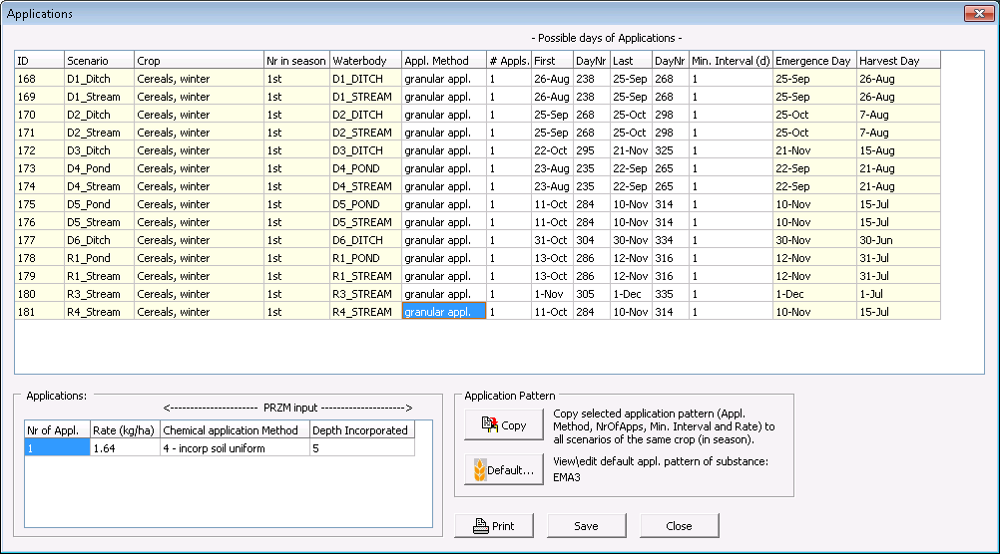 Applications
- Possible days of Applications -
ID Scenario Crop Nr in season Waterbody Appl. Method # Appls. First DayNr Last DayNr Min. Interval (d) Emergence Day Harvest Day
168 D1_Ditch Cereals, winter 1st D1_DITCH granular appl. 1 26-Aug 238 25-Sep 268 1 25-Sep 26-Aug
169 D1_Stream Cereals, winter 1st D1_STREAM granular appl. 1 26-Aug 238 25-Sep 268 1 25-Sep 26-Aug
170 D2_Ditch Cereals, winter 1st D2_DITCH granular appl. 1 25-Sep 268 25-Oct 298 1 25-Oct 7-Aug
171 D2_Stream Cereals, winter 1st D2_STREAM granular appl. 1 25-Sep 268 25-Oct 298 1 25-Oct 7-Aug
172 D3_Ditch Cereals, winter 1st D3_DITCH granular appl. 1 22-Oct 295 21-Nov 325 1 21-Nov 15-Aug
173 D4_Pond Cereals, winter 1st D4_POND granular appl. 1 23-Aug 235 22-Sep 265 1 22-Sep 21-Aug
174 D4_Stream Cereals, winter 1st D4_STREAM granular appl. 1 23-Aug 235 22-Sep 265 1 22-Sep 21-Aug
175 D5_Pond Cereals, winter 1st D5_POND granular appl. 1 11-Oct 284 10-Nov 314 1 10-Nov 15-Jul
176 D5_Stream Cereals, winter 1st D5_STREAM granular appl. 1 11-Oct 284 10-Nov 314 1 10-Nov 15-Jul
177 D6_Ditch Cereals, winter 1st D6_DITCH granular appl. 1 31-Oct 304 30-Nov 334 1 30-Nov 30-Jun
178 R1_Pond Cereals, winter 1st R1_POND granular appl. 1 13-Oct 286 12-Nov 316 1 12-Nov 31-Jul
179 R1_Stream Cereals, winter 1st R1_STREAM granular appl. 1 13-Oct 286 12-Nov 316 1 12-Nov 31-Jul
180 R3_Stream Cereals, winter 1st R3_STREAM granular appl. 1 1-Nov 305 1-Dec 335 1 1-Dec 1-Jul
181 R4_Stream Cereals, winter 1st R4_STREAM granular appl. 1 11-Oct 284 10-Nov 314 1 10-Nov 15-Jul
Applications:
<---------------------- PRZM input --------------------->
Nr of Appl. Rate (kg/ha) Chemical application Method Depth Incorporated
1 1.64 4 - incorp soil uniform 5
Application Pattern
Copy
Copy selected application pattern (Appl.
Method, NrOfApps, Min. Interval and Rate) to
all scenarios of the same crop (in season).
Default...
View\edit default appl. pattern of substance:
EMA3
Print Save Close